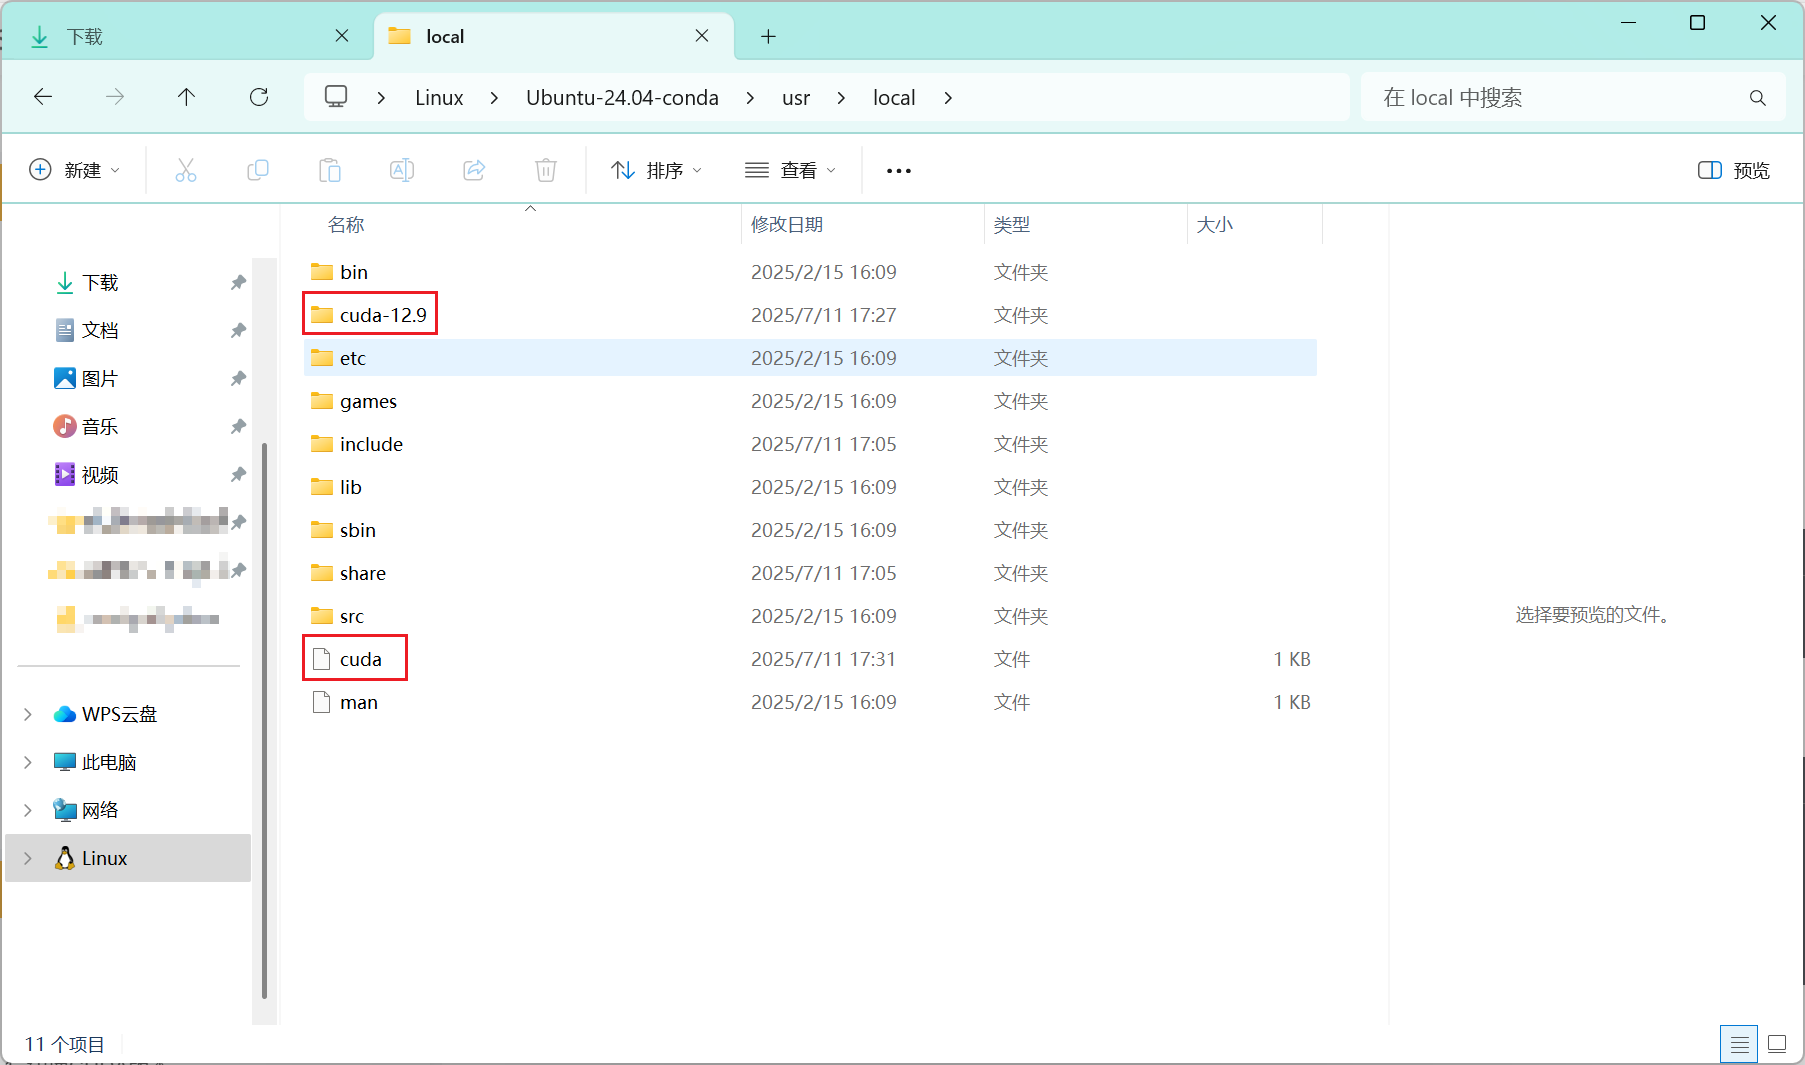 下载
local
Linux > Ubuntu-24.04-conda > usr > local >
在 local 中搜索
新建
排序
查看
预览
名称 修改日期 类型 大小
下载
文档
图片
音乐
视频
WPS云盘
此电脑
网络
Linux
bin 2025/2/15 16:09 文件夹
cuda-12.9 2025/7/11 17:27 文件夹
etc 2025/2/15 16:09 文件夹
games 2025/2/15 16:09 文件夹
include 2025/7/11 17:05 文件夹
lib 2025/2/15 16:09 文件夹
sbin 2025/2/15 16:09 文件夹
share 2025/7/11 17:05 文件夹
src 2025/2/15 16:09 文件夹
cuda 2025/7/11 17:31 文件 1 KB
man 2025/2/15 16:09 文件 1 KB
选择要预览的文件。
11 个项目